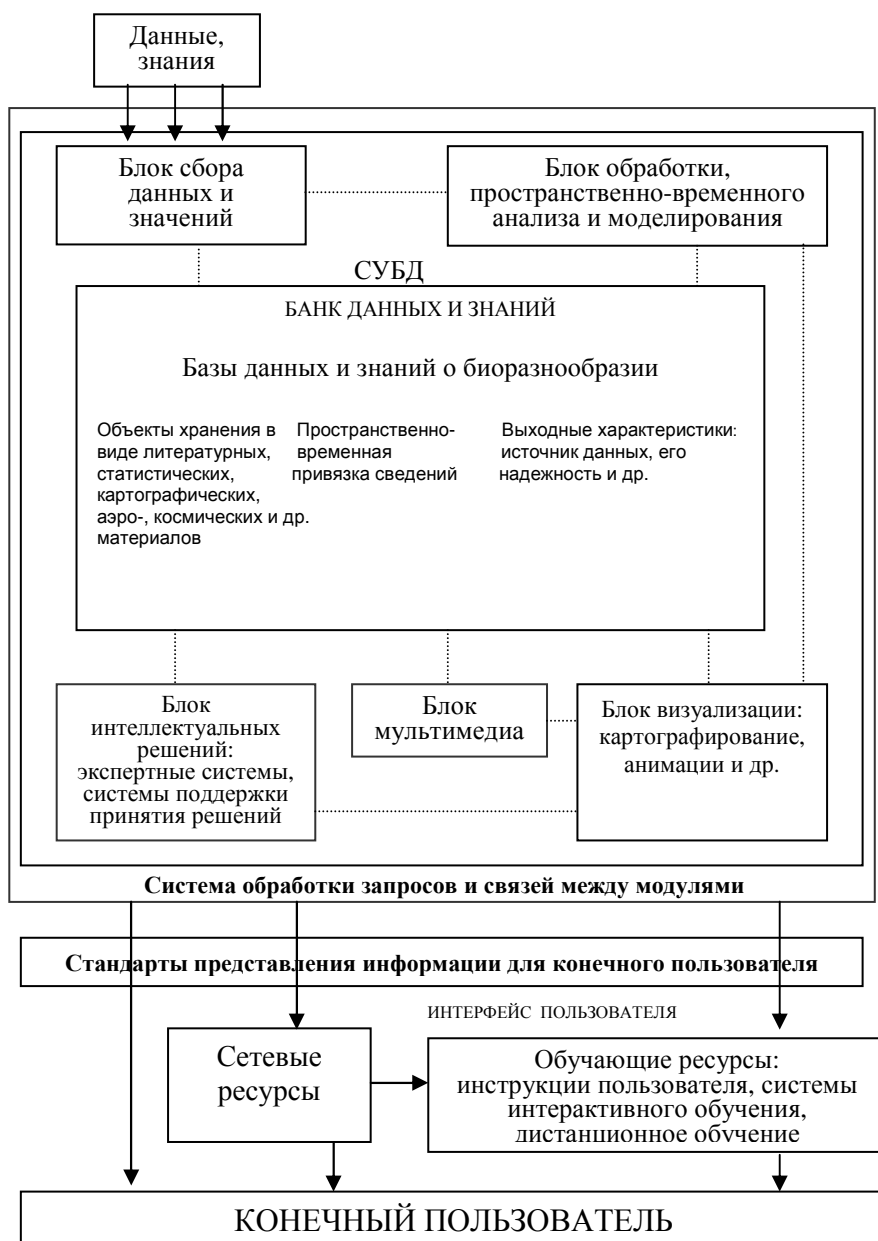 Данные,
знания
Блок сбора
данных и
значений
Блок обработки,
пространственно-временного
анализа и моделирования
СУБД
БАНК ДАННЫХ И ЗНАНИЙ
Базы данных и знаний о биоразнообразии
Объекты хранения в
виде литературных,
статистических,
картографических,
аэро-, космических и др.
материалов
Пространственно-
временная
привязка сведений
Выходные характеристики:
источник данных, его
надежность и др.
Блок
интеллектуальных
решений:
экспертные системы,
системы поддержки
принятия решений
Блок
мультимедиа
Блок визуализации:
картографирование,
анимации и др.
Система обработки запросов и связей между модулями
Стандарты представления информации для конечного пользователя
ИНТЕРФЕЙС ПОЛЬЗОВАТЕЛЯ
Сетевые
ресурсы
Обучающие ресурсы:
инструкции пользователя, системы
интерактивного обучения,
дистанционное обучение
КОНЕЧНЫЙ ПОЛЬЗОВАТЕЛЬ